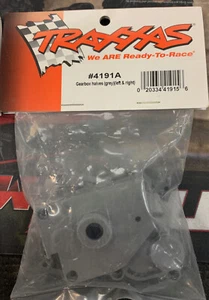 TRAXXAS
We ARE Ready-To-Race®
#4191A
Gearbox halves (grey)(left & right)
0 20334 41915 6